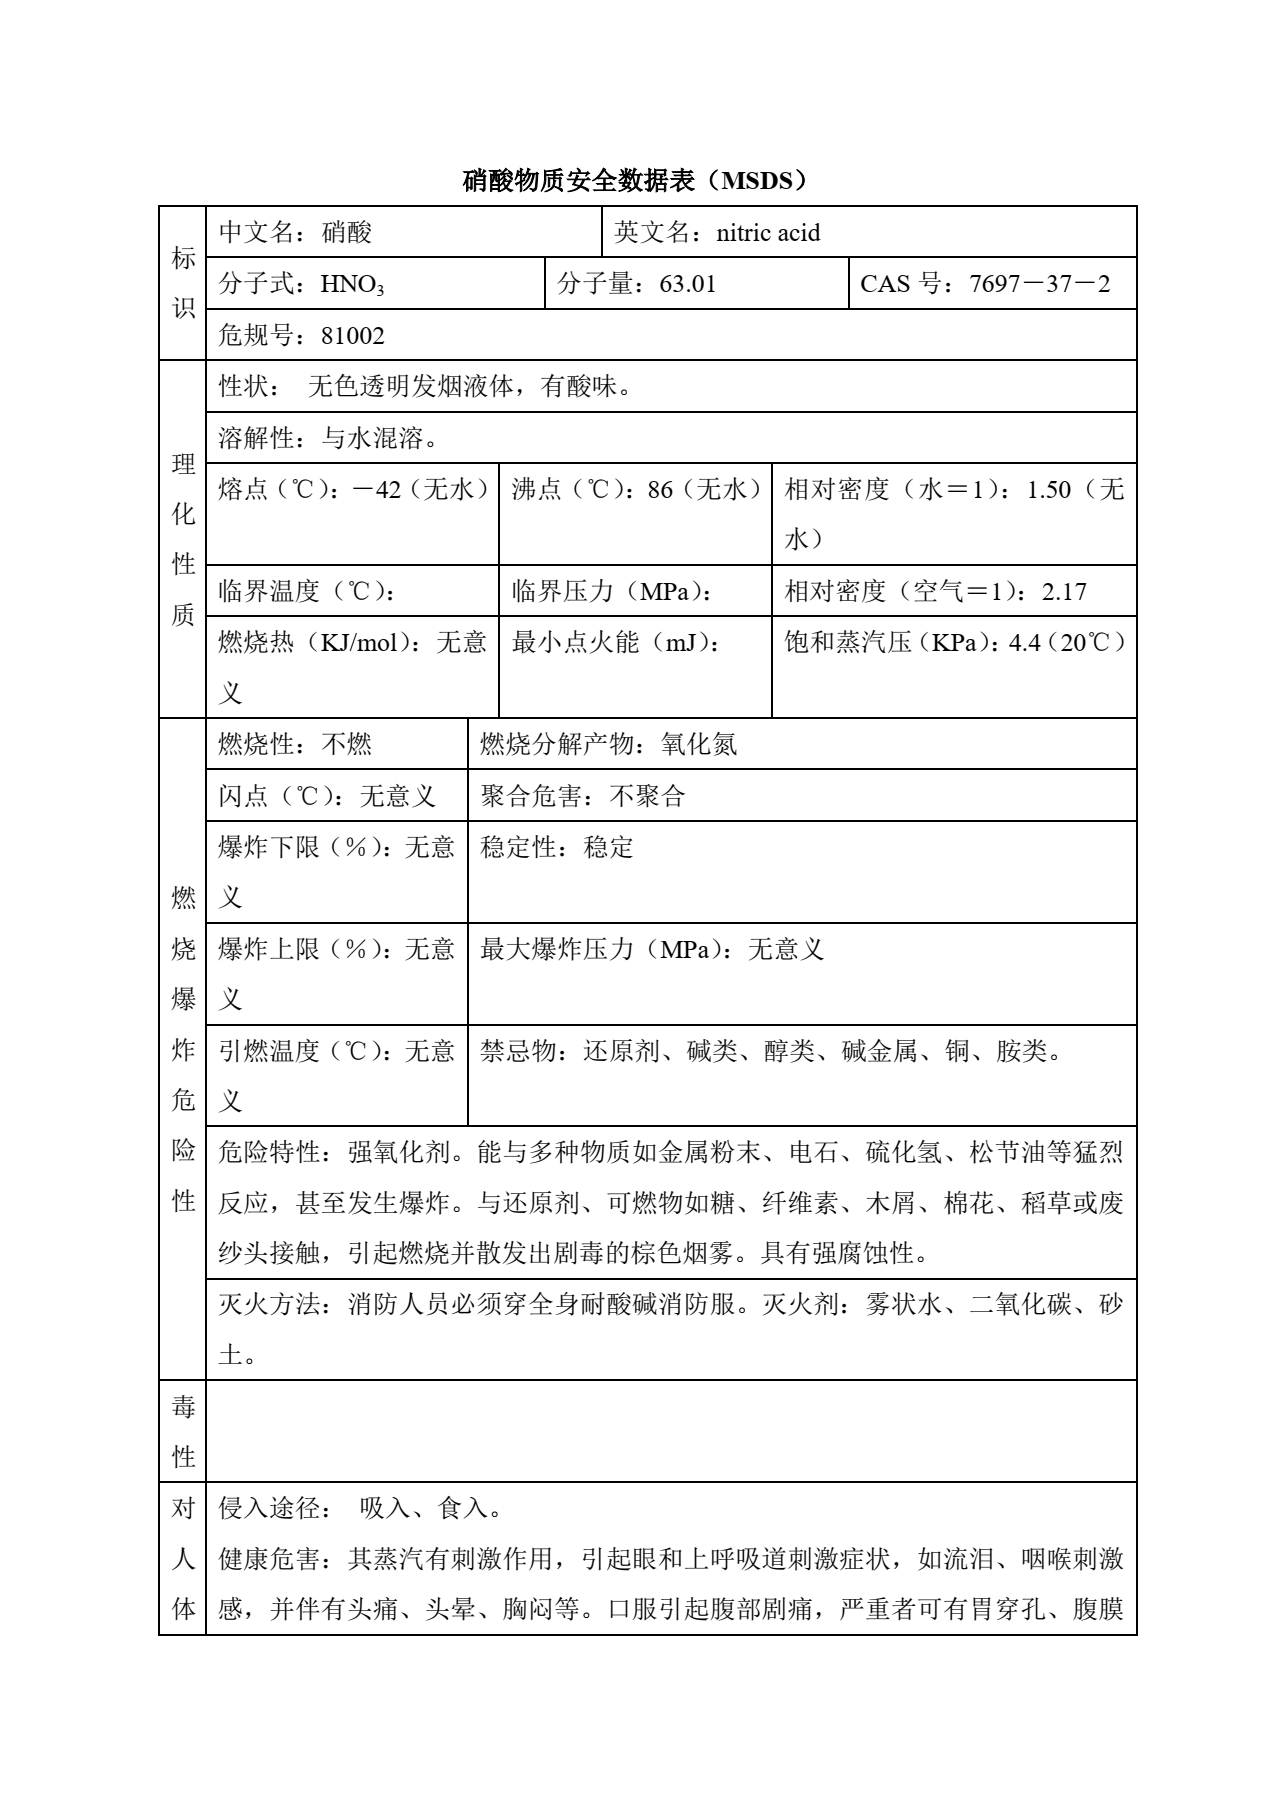 硝酸物质安全数据表（MSDS）
标识
中文名：硝酸 英文名：nitric acid
分子式：HNO₃ 分子量：63.01 CAS 号：7697－37－2
危规号：81002
理化性质
性状： 无色透明发烟液体，有酸味。
溶解性：与水混溶。
熔点（℃）：－42（无水） 沸点（℃）：86（无水） 相对密度（水＝1）：1.50（无
水）
临界温度（℃）： 临界压力（MPa）： 相对密度（空气＝1）：2.17
燃烧热（KJ/mol）：无意 最小点火能（mJ）： 饱和蒸汽压（KPa）：4.4（20℃）
义
燃烧爆炸危险性
燃烧性：不燃 燃烧分解产物：氧化氮
闪点（℃）：无意义 聚合危害：不聚合
爆炸下限（％）：无意 稳定性：稳定
义
爆炸上限（％）：无意 最大爆炸压力（MPa）：无意义
义
引燃温度（℃）：无意 禁忌物：还原剂、碱类、醇类、碱金属、铜、胺类。
义
危险特性：强氧化剂。能与多种物质如金属粉末、电石、硫化氢、松节油等猛烈
反应，甚至发生爆炸。与还原剂、可燃物如糖、纤维素、木屑、棉花、稻草或废
纱头接触，引起燃烧并散发出剧毒的棕色烟雾。具有强腐蚀性。
灭火方法：消防人员必须穿全身耐酸碱消防服。灭火剂：雾状水、二氧化碳、砂
土。
毒性
对人体
侵入途径： 吸入、食入。
健康危害：其蒸汽有刺激作用，引起眼和上呼吸道刺激症状，如流泪、咽喉刺激
感，并伴有头痛、头晕、胸闷等。口服引起腹部剧痛，严重者可有胃穿孔、腹膜